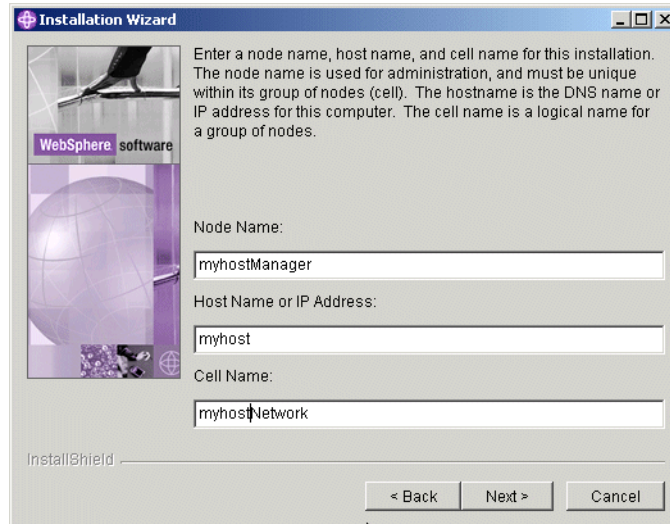 Installation Wizard
Enter a node name, host name, and cell name for this installation.
The node name is used for administration, and must be unique
within its group of nodes (cell). The hostname is the DNS name or
IP address for this computer. The cell name is a logical name for
a group of nodes.
WebSphere software
Node Name:
myhostManager
Host Name or IP Address:
myhost
Cell Name:
myhostNetwork
InstallShield
< Back Next > Cancel